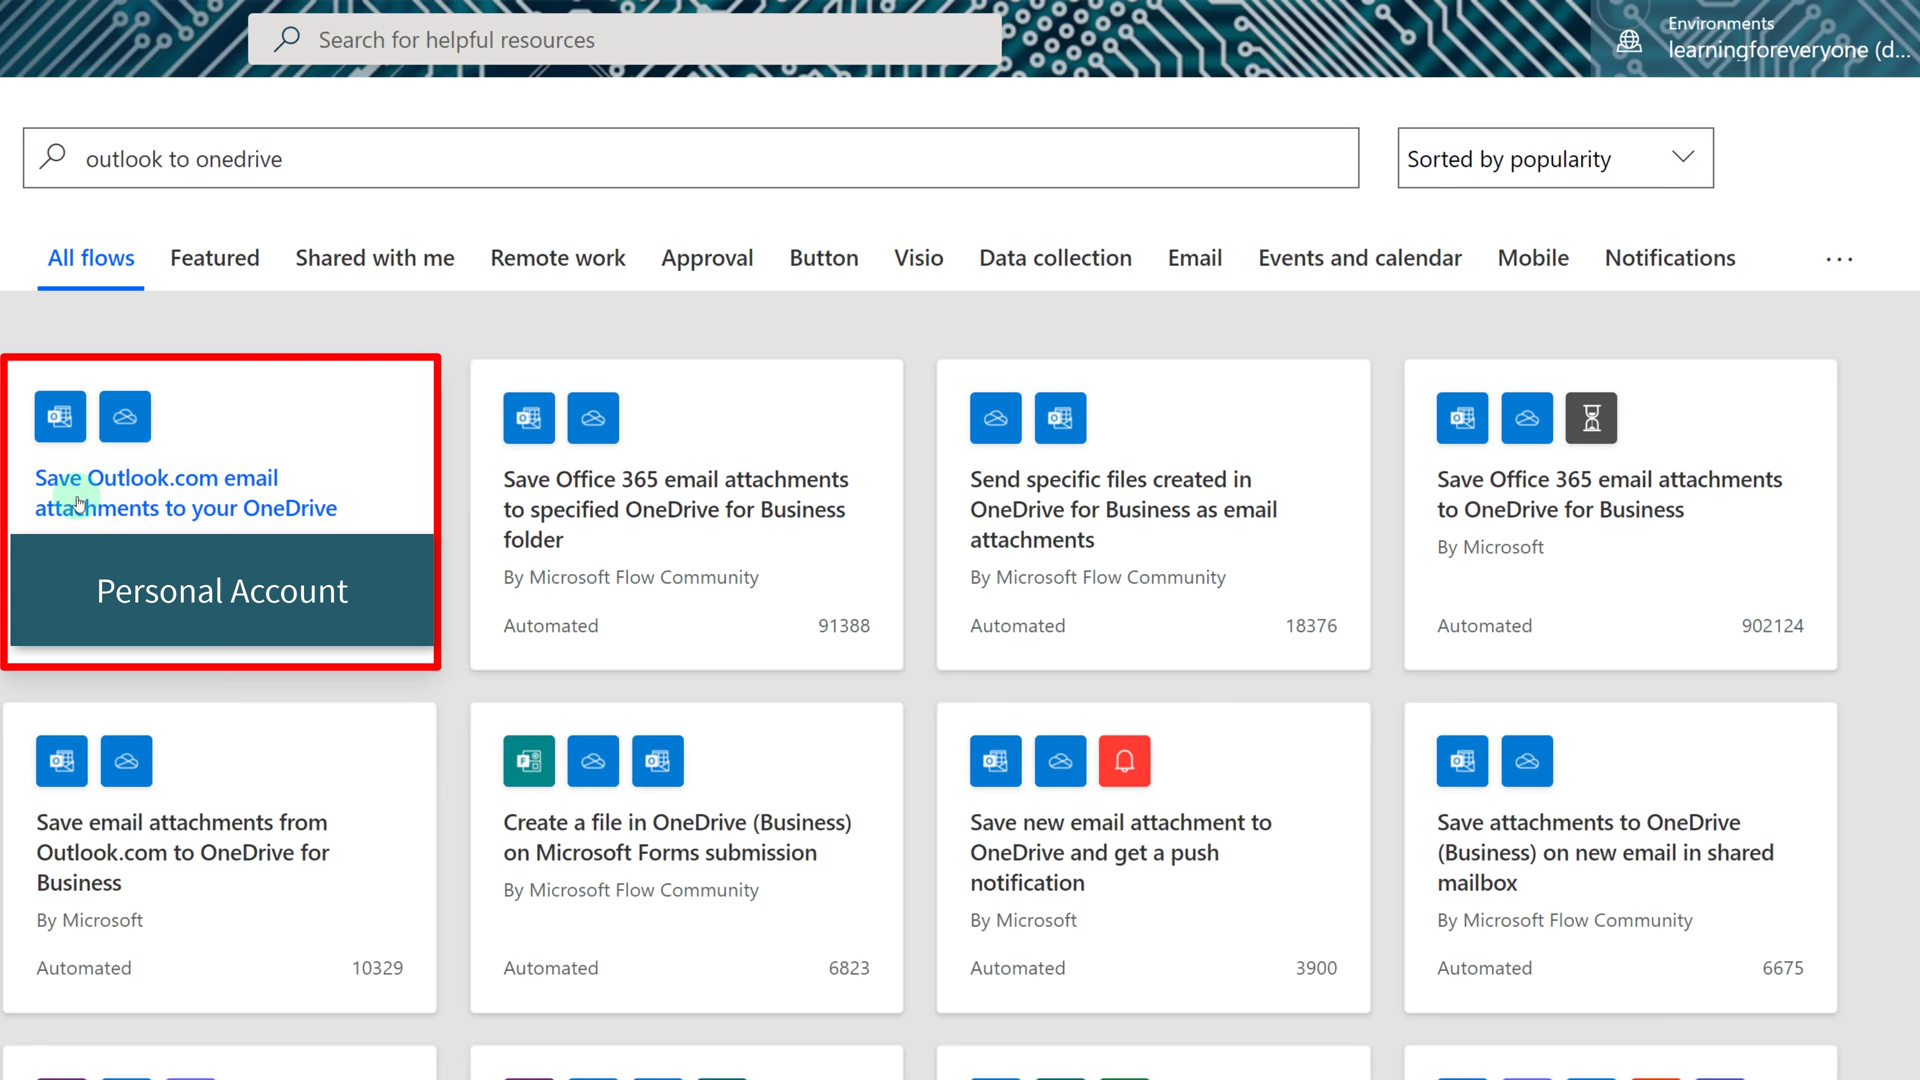 Search for helpful resources
Environments
learningforeveryone (d...
outlook to onedrive
Sorted by popularity
All flows
Featured
Shared with me
Remote work
Approval
Button
Visio
Data collection
Email
Events and calendar
Mobile
Notifications
...
Save Outlook.com email
attachments to your OneDrive
Personal Account
Save Office 365 email attachments
to specified OneDrive for Business
folder
By Microsoft Flow Community
Automated 91388
Send specific files created in
OneDrive for Business as email
attachments
By Microsoft Flow Community
Automated 18376
Save Office 365 email attachments
to OneDrive for Business
By Microsoft
Automated 902124
Save email attachments from
Outlook.com to OneDrive for
Business
By Microsoft
Automated 10329
Create a file in OneDrive (Business)
on Microsoft Forms submission
By Microsoft Flow Community
Automated 6823
Save new email attachment to
OneDrive and get a push
notification
By Microsoft
Automated 3900
Save attachments to OneDrive
(Business) on new email in shared
mailbox
By Microsoft Flow Community
Automated 6675